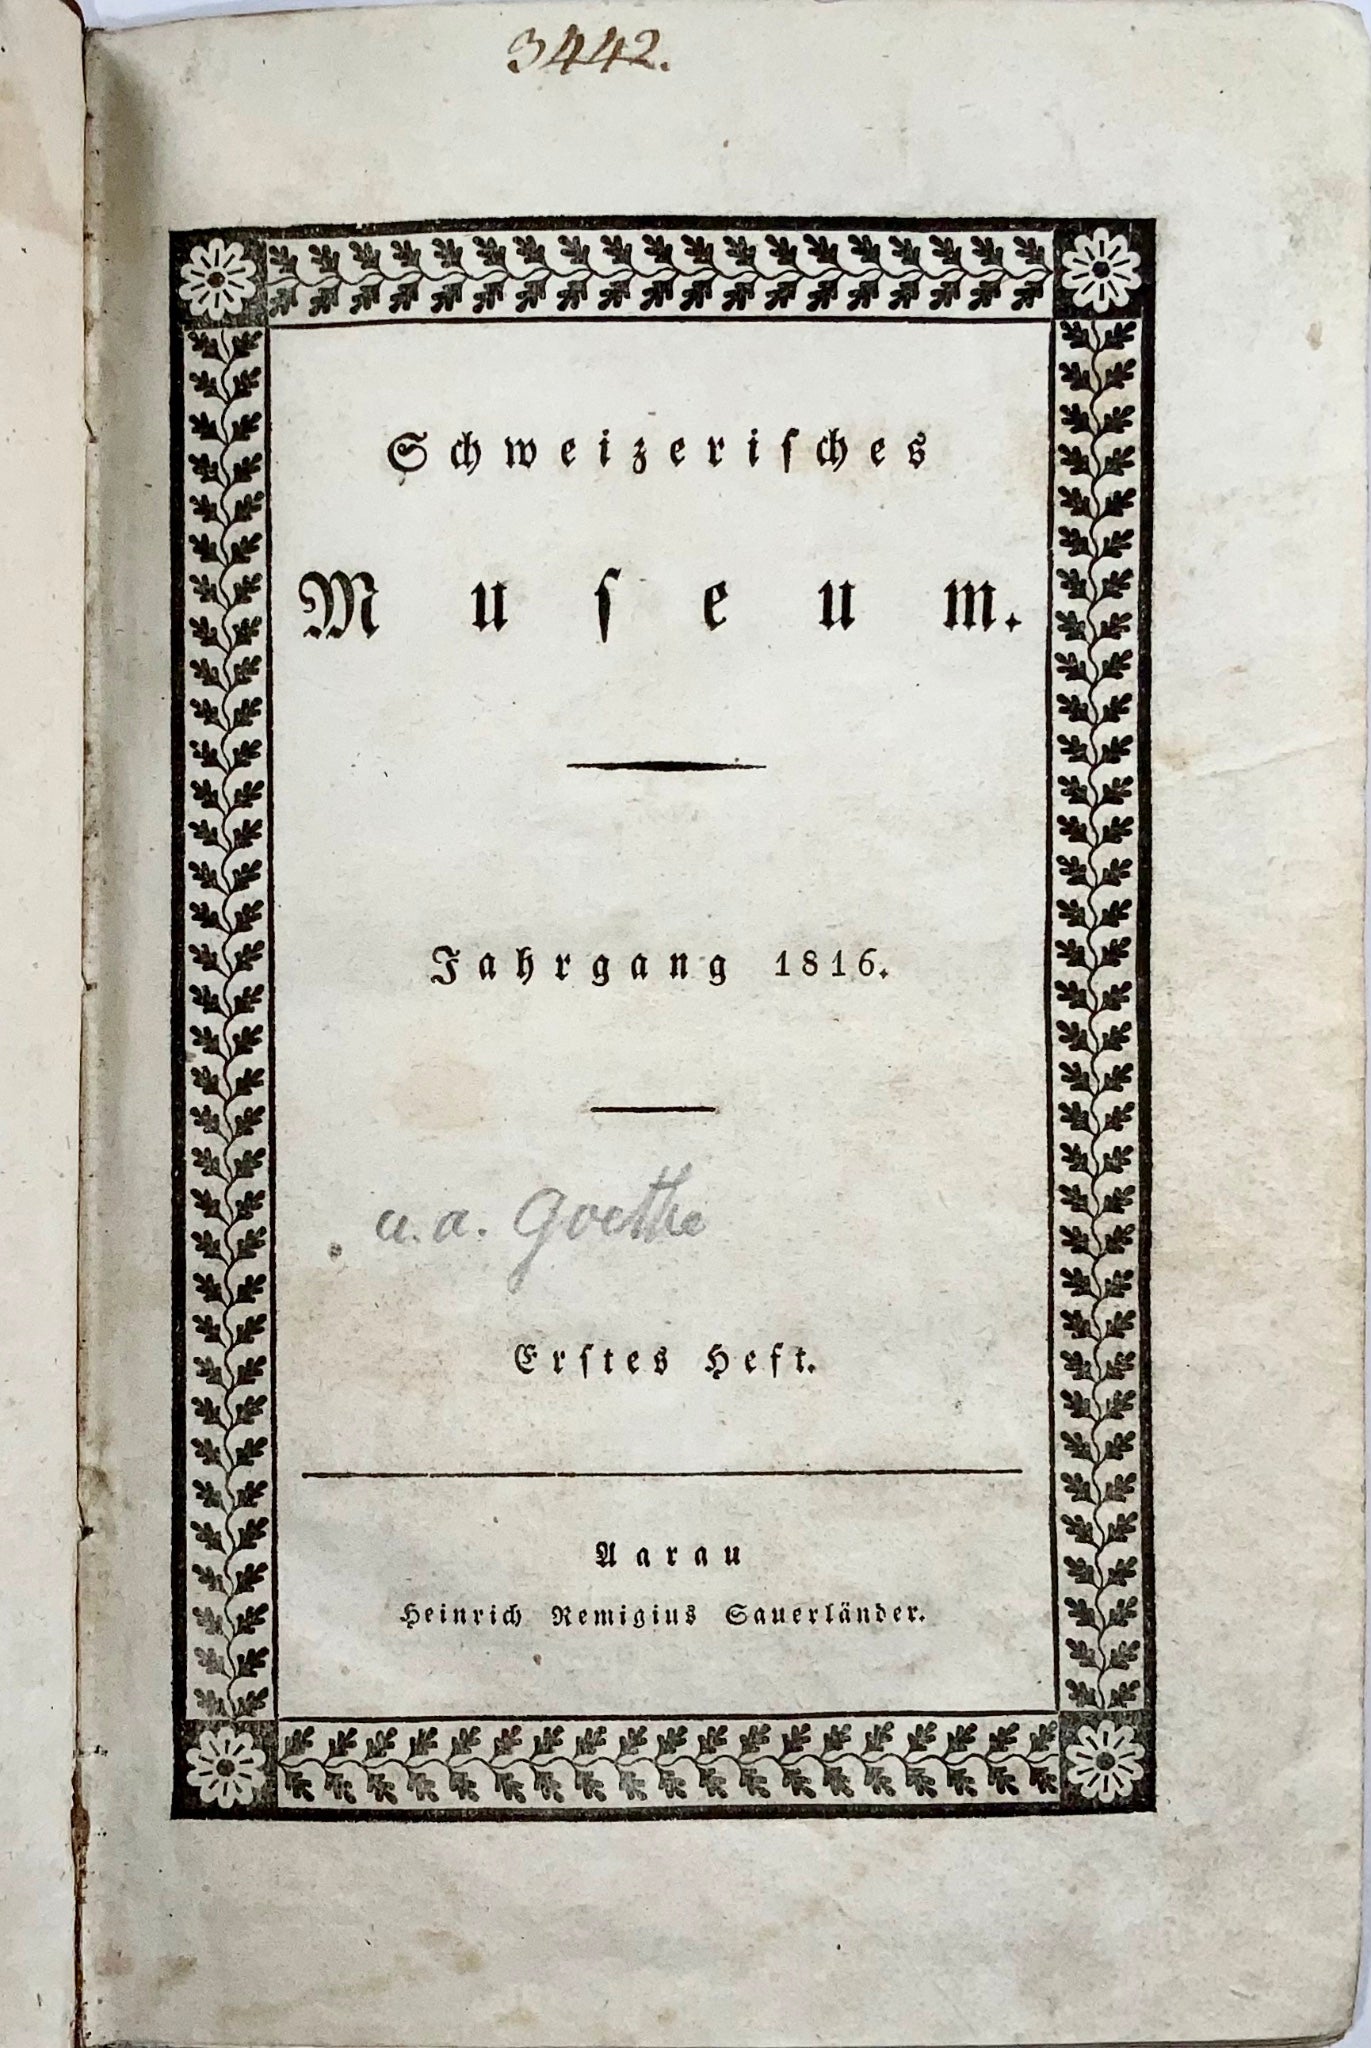 3442.
Schweizerisches
Museum.
Jahrgang 1816.
u. a. Goethe
Erstes Heft.
Aarau
Heinrich Remigius Sauerländer.